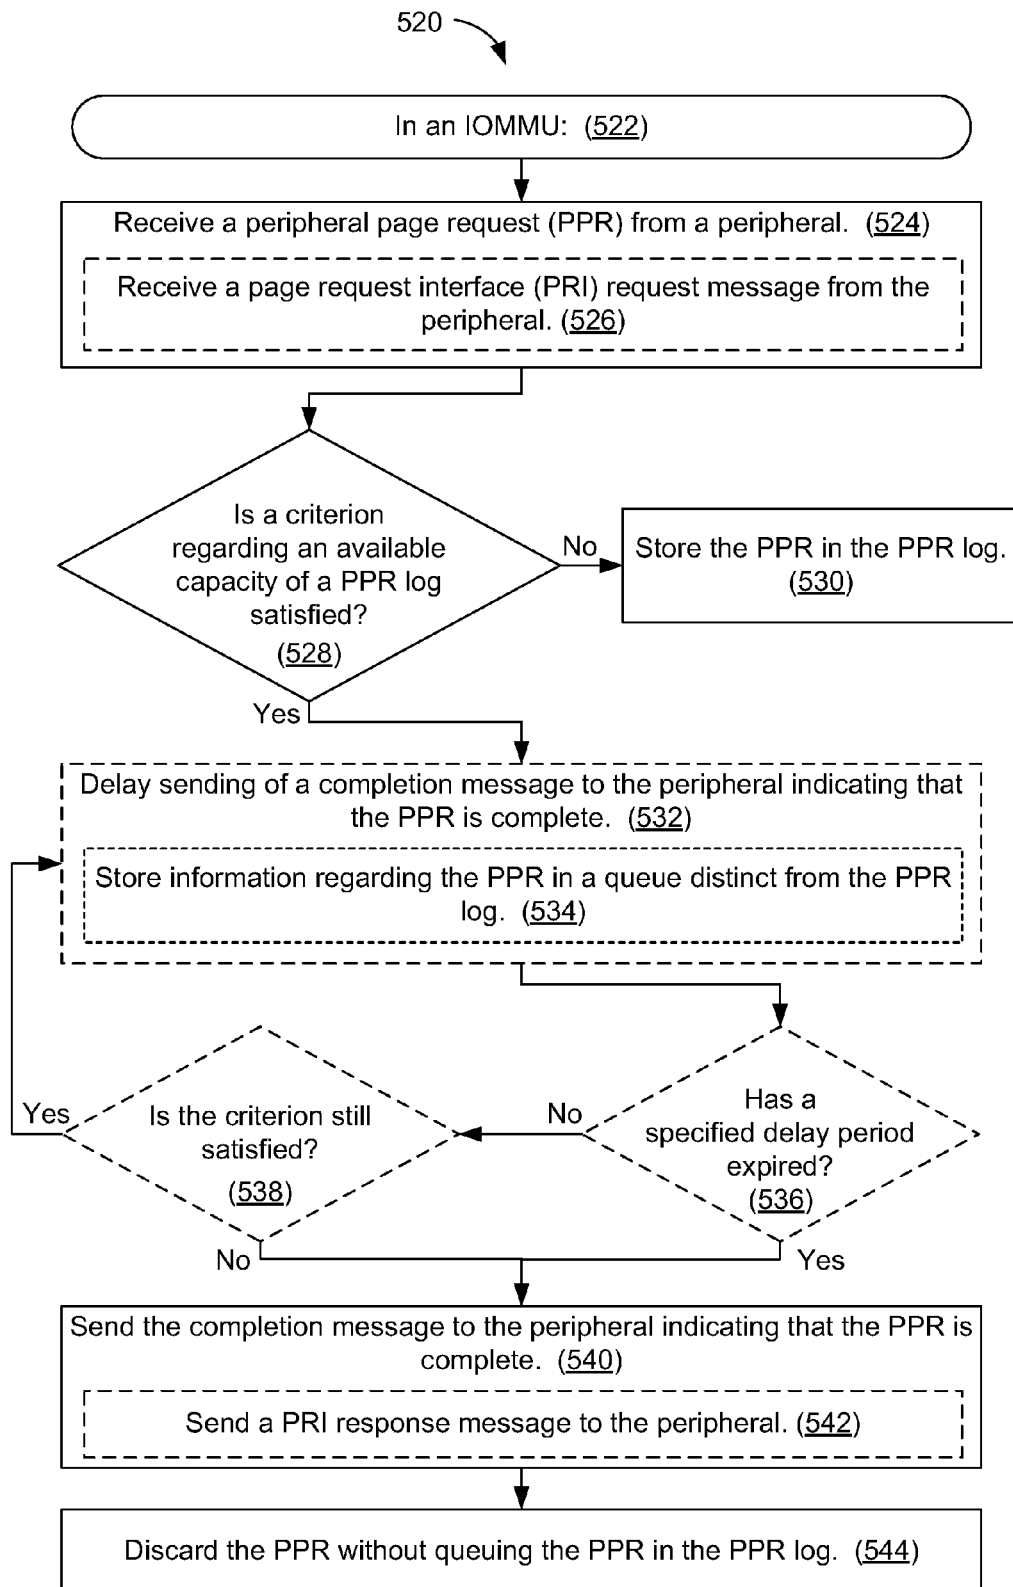 520
In an IOMMU: (522)
Receive a peripheral page request (PPR) from a peripheral. (524)
Receive a page request interface (PRI) request message from the
peripheral. (526)
Is a criterion
regarding an available
capacity of a PPR log
satisfied?
(528)
No
Store the PPR in the PPR log.
(530)
Yes
Delay sending of a completion message to the peripheral indicating that
the PPR is complete. (532)
Store information regarding the PPR in a queue distinct from the PPR
log. (534)
Has a
specified delay period
expired?
(536)
No
Is the criterion still
satisfied?
(538)
Yes
No
Yes
Send the completion message to the peripheral indicating that the PPR is
complete. (540)
Send a PRI response message to the peripheral. (542)
Discard the PPR without queuing the PPR in the PPR log. (544)